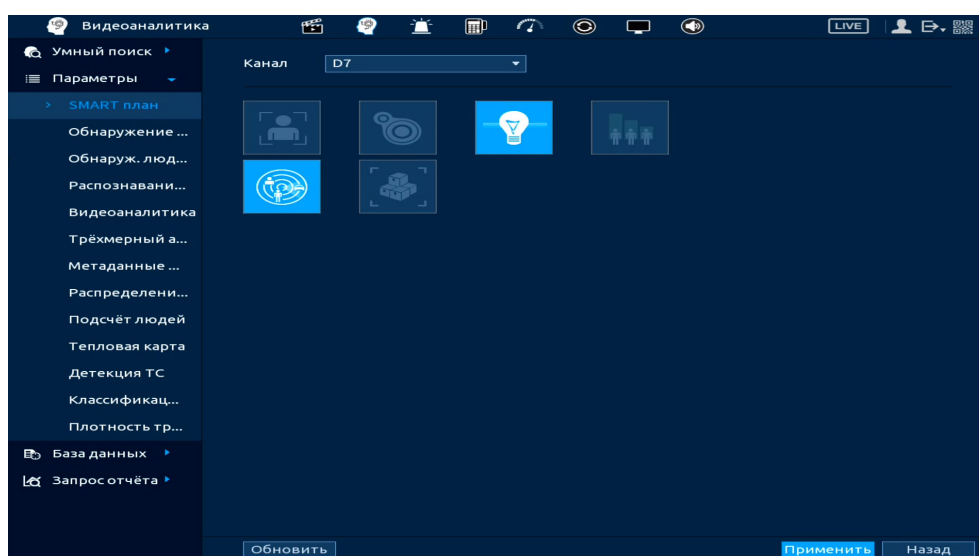 Видеоаналитика
LIVE
Умный поиск
Параметры
SMART план
Обнаружение ...
Обнаруж. люд...
Распознавани...
Видеоаналитика
Трёхмерный а...
Метаданные ...
Распределени...
Подсчёт людей
Тепловая карта
Детекция ТС
Классификац...
Плотность тр...
База данных
Запрос отчёта
Канал D7
Обновить Применить Назад